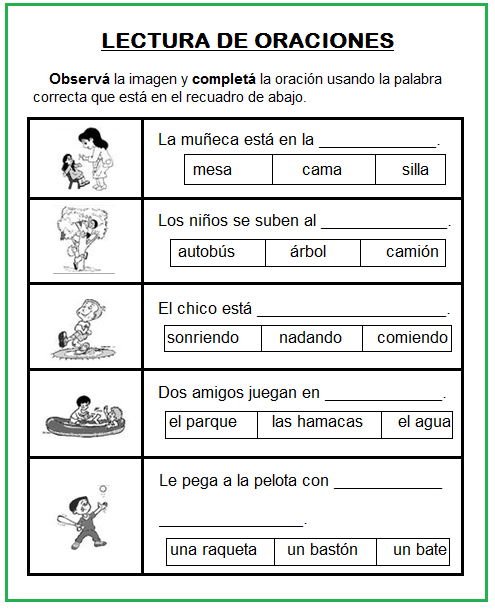 LECTURA DE ORACIONES
Observá la imagen y completá la oración usando la palabra
correcta que está en el recuadro de abajo.
La muñeca está en la _____________.
mesa cama silla
Los niños se suben al ______________.
autobús árbol camión
El chico está _____________________.
sonriendo nadando comiendo
Dos amigos juegan en _____________.
el parque las hamacas el agua
Le pega a la pelota con ____________
________________.
una raqueta un bastón un bate